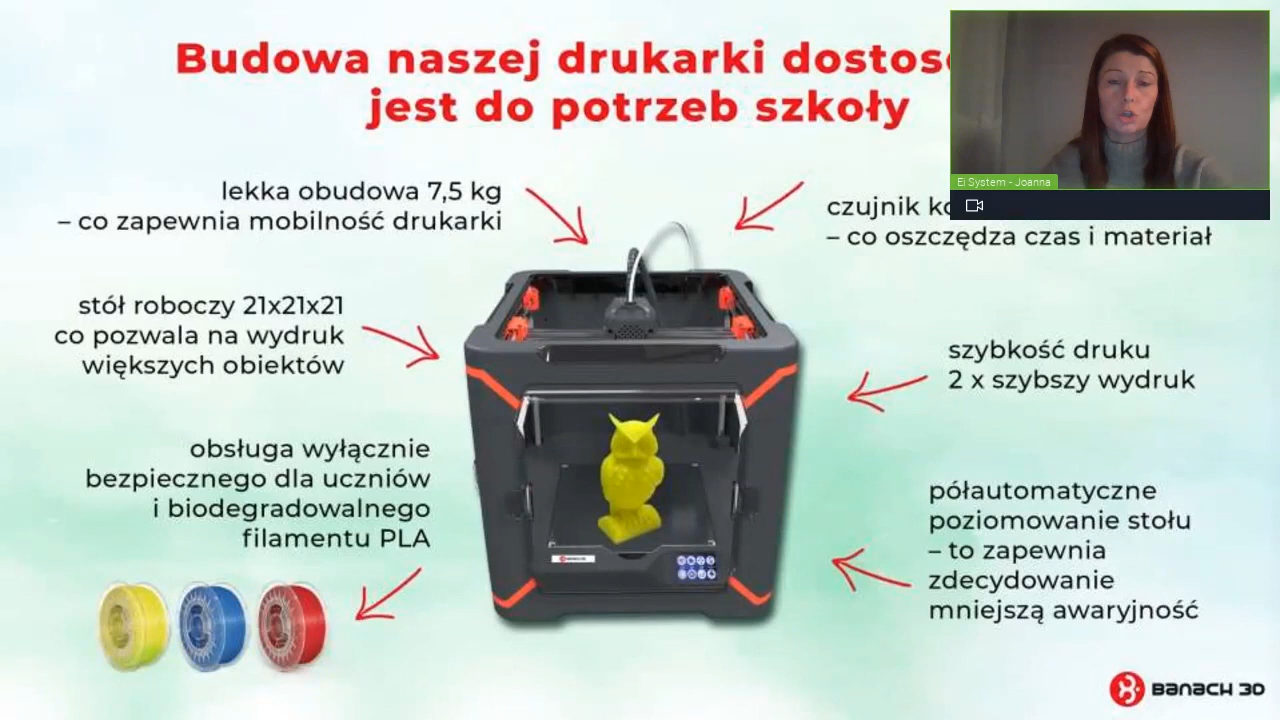 Budowa naszej drukarki
jest do potrzeb szkoły
Ei System - Joanna
lekka obudowa 7,5 kg
– co zapewnia mobilność drukarki
czujnik
– co oszczędza czas i materiał
stół roboczy 21x21x21
co pozwala na wydruk
większych obiektów
szybkość druku
2 x szybszy wydruk
obsługa wyłącznie
bezpiecznego dla uczniów
i biodegradowalnego
filamentu PLA
półautomatyczne
poziomowanie stołu
– to zapewnia
zdecydowanie
mniejszą awaryjność
BANACH 3D
BANACH 3D